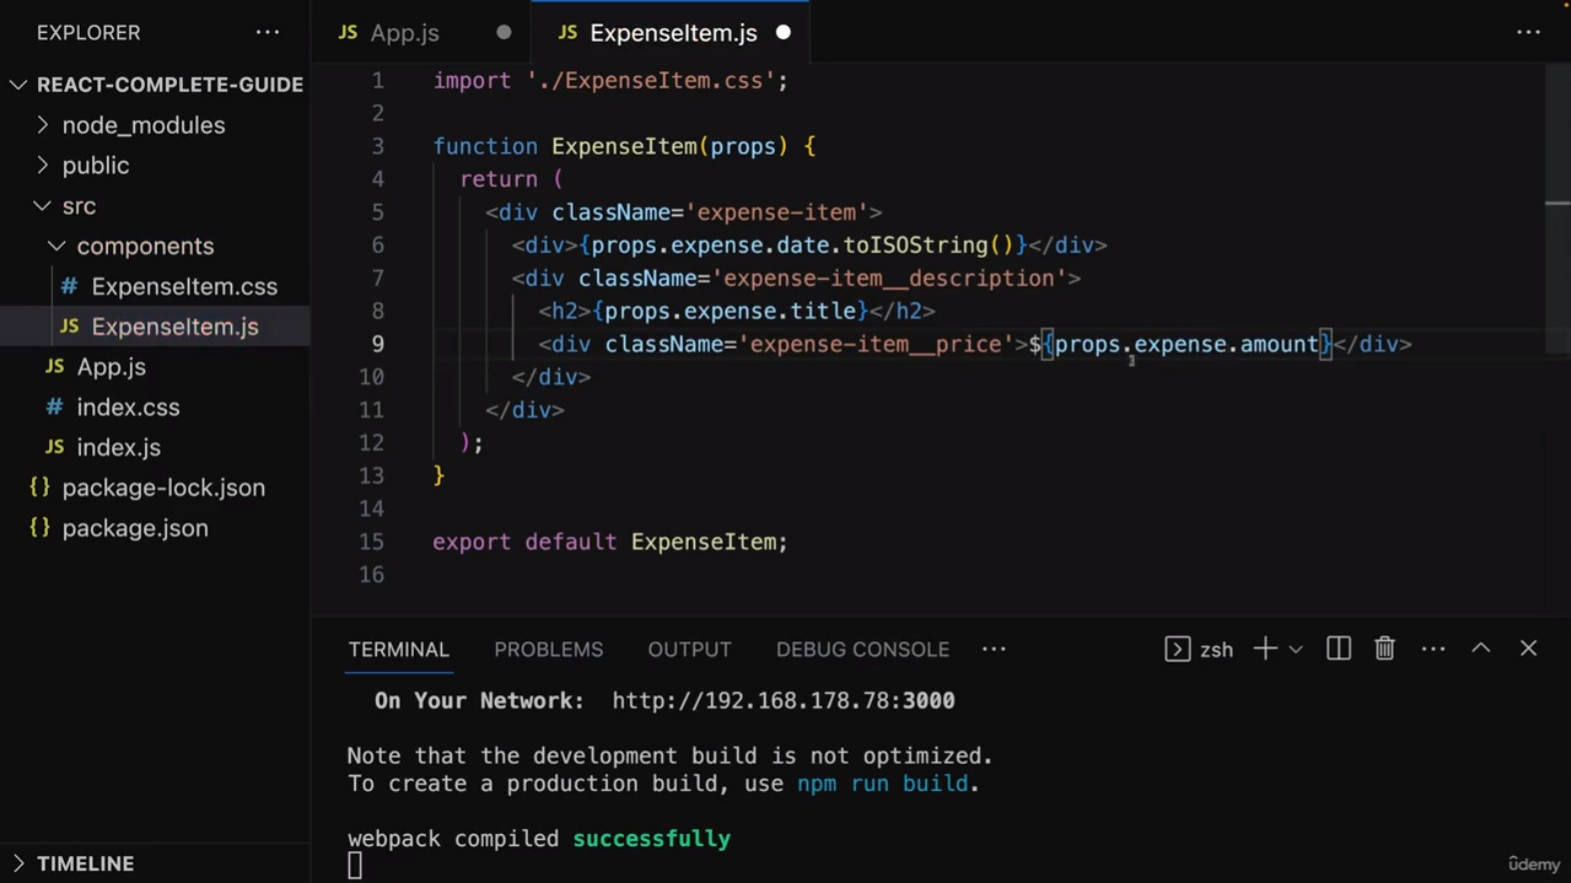 EXPLORER ...
REACT-COMPLETE-GUIDE
node_modules
public
src
components
# ExpenseItem.css
JS ExpenseItem.js
JS App.js
# index.css
JS index.js
{} package-lock.json
{} package.json
TIMELINE
JS App.js
JS ExpenseItem.js
...
1 import './ExpenseItem.css';
2
3 function ExpenseItem(props) {
4 return (
5 <div className='expense-item'>
6 <div>{props.expense.date.toISOString()}</div>
7 <div className='expense-item__description'>
8 <h2>{props.expense.title}</h2>
9 <div className='expense-item__price'>${props.expense.amount}</div>
10 </div>
11 </div>
12 );
13 }
14
15 export default ExpenseItem;
16
TERMINAL PROBLEMS OUTPUT DEBUG CONSOLE ... zsh ...
On Your Network: http://192.168.178.78:3000
Note that the development build is not optimized.
To create a production build, use npm run build.
webpack compiled successfully
ûdemy